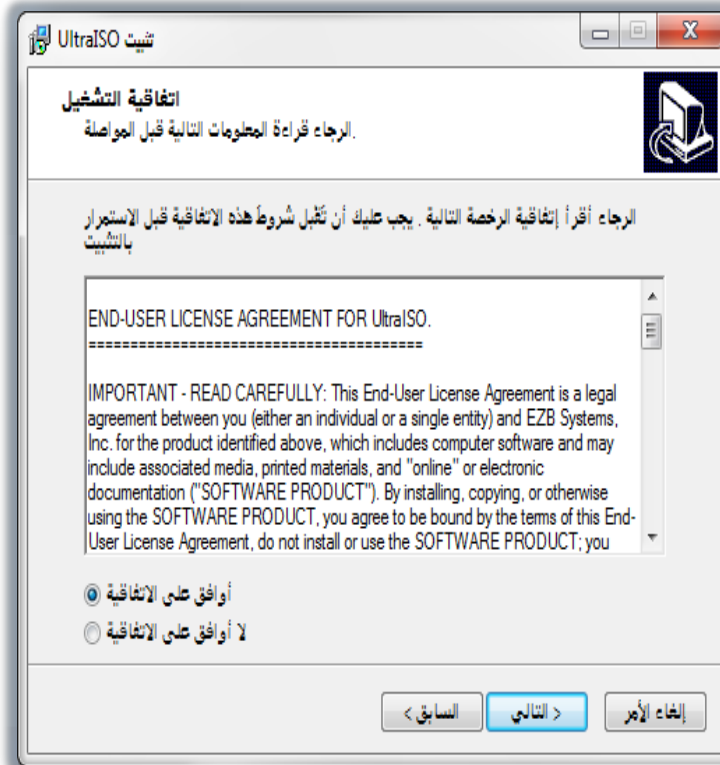 تثبيت UltraISO
اتفاقية التشغيل
.الرجاء قراءة المعلومات التالية قبل المواصلة
الرجاء أقرأ إتفاقية الرخصة التالية . يجب عليك أن تَقْبل شروطَ هذه الاتفاقية قبل الاستمرار
بالتثبيت
END-USER LICENSE AGREEMENT FOR UltraISO.
========================================
IMPORTANT - READ CAREFULLY: This End-User License Agreement is a legal
agreement between you (either an individual or a single entity) and EZB Systems,
Inc. for the product identified above, which includes computer software and may
include associated media, printed materials, and "online" or electronic
documentation ("SOFTWARE PRODUCT"). By installing, copying, or otherwise
using the SOFTWARE PRODUCT, you agree to be bound by the terms of this End-
User License Agreement, do not install or use the SOFTWARE PRODUCT; you
أوافق على الاتفاقية
لا أوافق على الاتفاقية
السابق >
< التالي
إلغاء الأمر